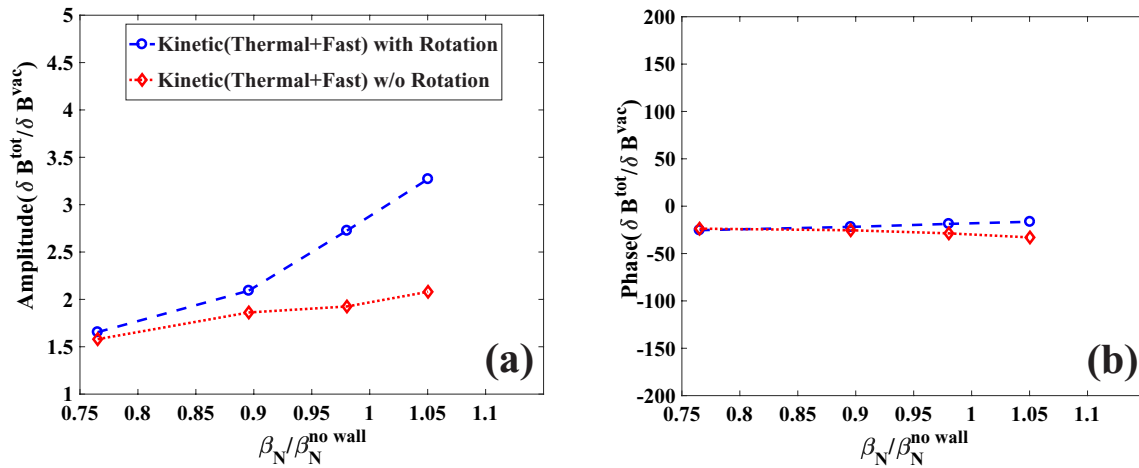 5
4.5
4
3.5
3
2.5
2
1.5
1
Amplitude(δ B^tot/δ B^vac)
Kinetic(Thermal+Fast) with Rotation
Kinetic(Thermal+Fast) w/o Rotation
(a)
0.75 0.8 0.85 0.9 0.95 1 1.05 1.1
β_N/β_N^no wall
200
150
100
50
0
-50
-100
-150
-200
Phase(δ B^tot/δ B^vac)
(b)
0.75 0.8 0.85 0.9 0.95 1 1.05 1.1
β_N/β_N^no wall